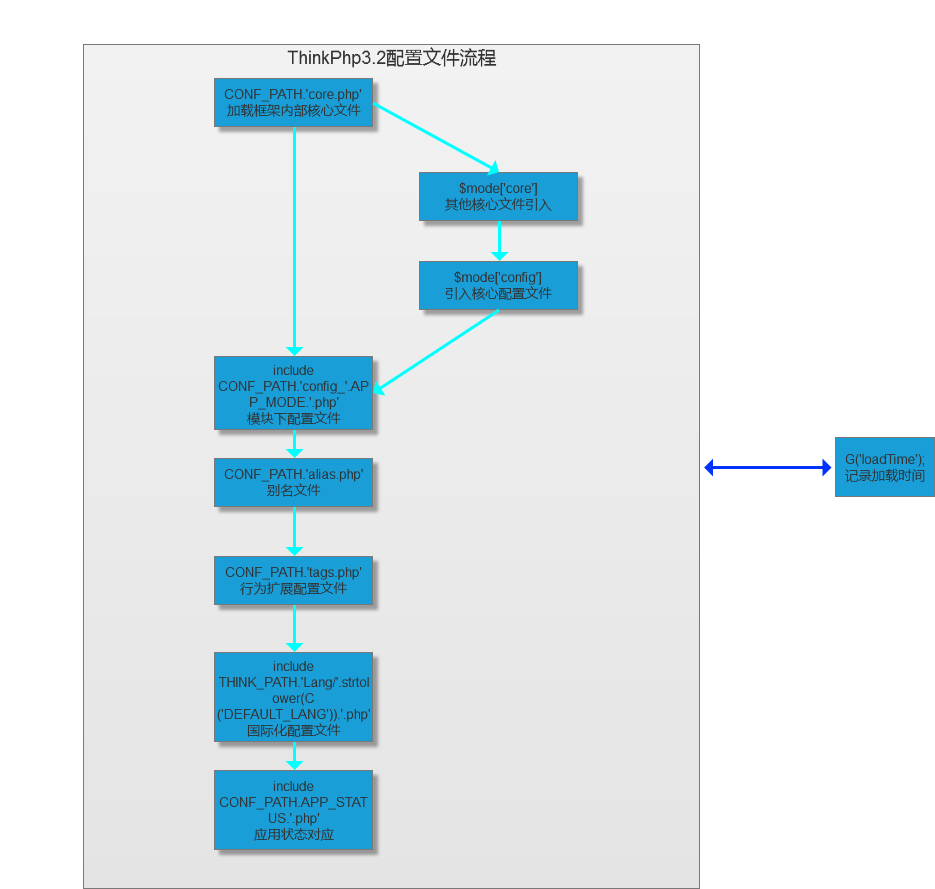 ThinkPhp3.2配置文件流程
CONF_PATH.'core.php'
加载框架内部核心文件
$mode['core']
其他核心文件引入
$mode['config']
引入核心配置文件
include
CONF_PATH.'config_'.AP
P_MODE.'.php'
模块下配置文件
CONF_PATH.'alias.php'
别名文件
G('loadTime');
记录加载时间
CONF_PATH.'tags.php'
行为扩展配置文件
include
THINK_PATH.'Lang/'.strtol
ower(C
('DEFAULT_LANG')).'.php'
国际化配置文件
include
CONF_PATH.APP_STAT
US.'.php'
应用状态对应